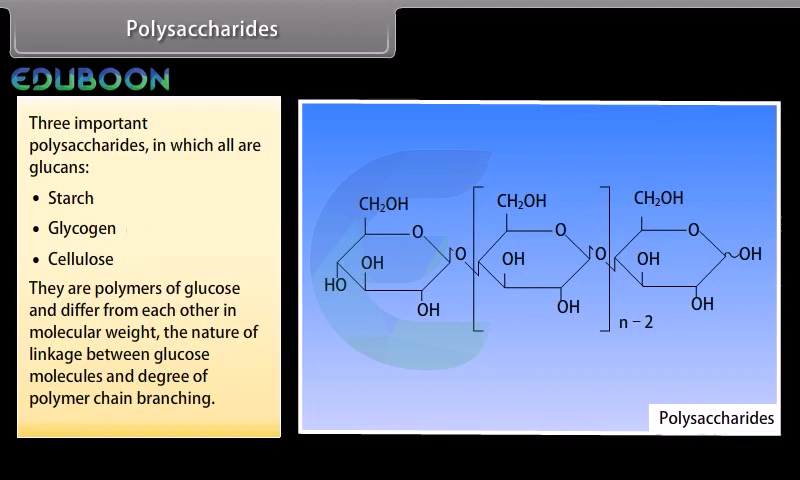 Polysaccharides
EDUBOON
Three important
polysaccharides, in which all are
glucans:
• Starch
• Glycogen
• Cellulose
They are polymers of glucose
and differ from each other in
molecular weight, the nature of
linkage between glucose
molecules and degree of
polymer chain branching.
CH₂OH CH₂OH CH₂OH
O O O
O O OH
OH OH OH
HO
OH OH OH
n – 2
Polysaccharides